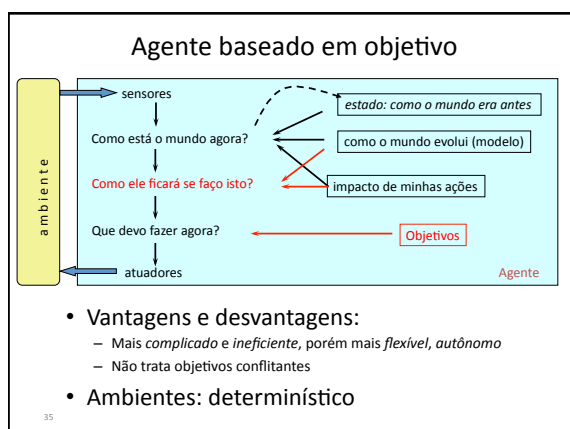 Agente baseado em objetivo
ambiente
sensores
estado: como o mundo era antes
Como está o mundo agora?
como o mundo evolui (modelo)
Como ele ficará se faço isto?
impacto de minhas ações
Que devo fazer agora?
Objetivos
atuadores
Agente
• Vantagens e desvantagens:
– Mais complicado e ineficiente, porém mais flexível, autônomo
– Não trata objetivos conflitantes
• Ambientes: determinístico
35